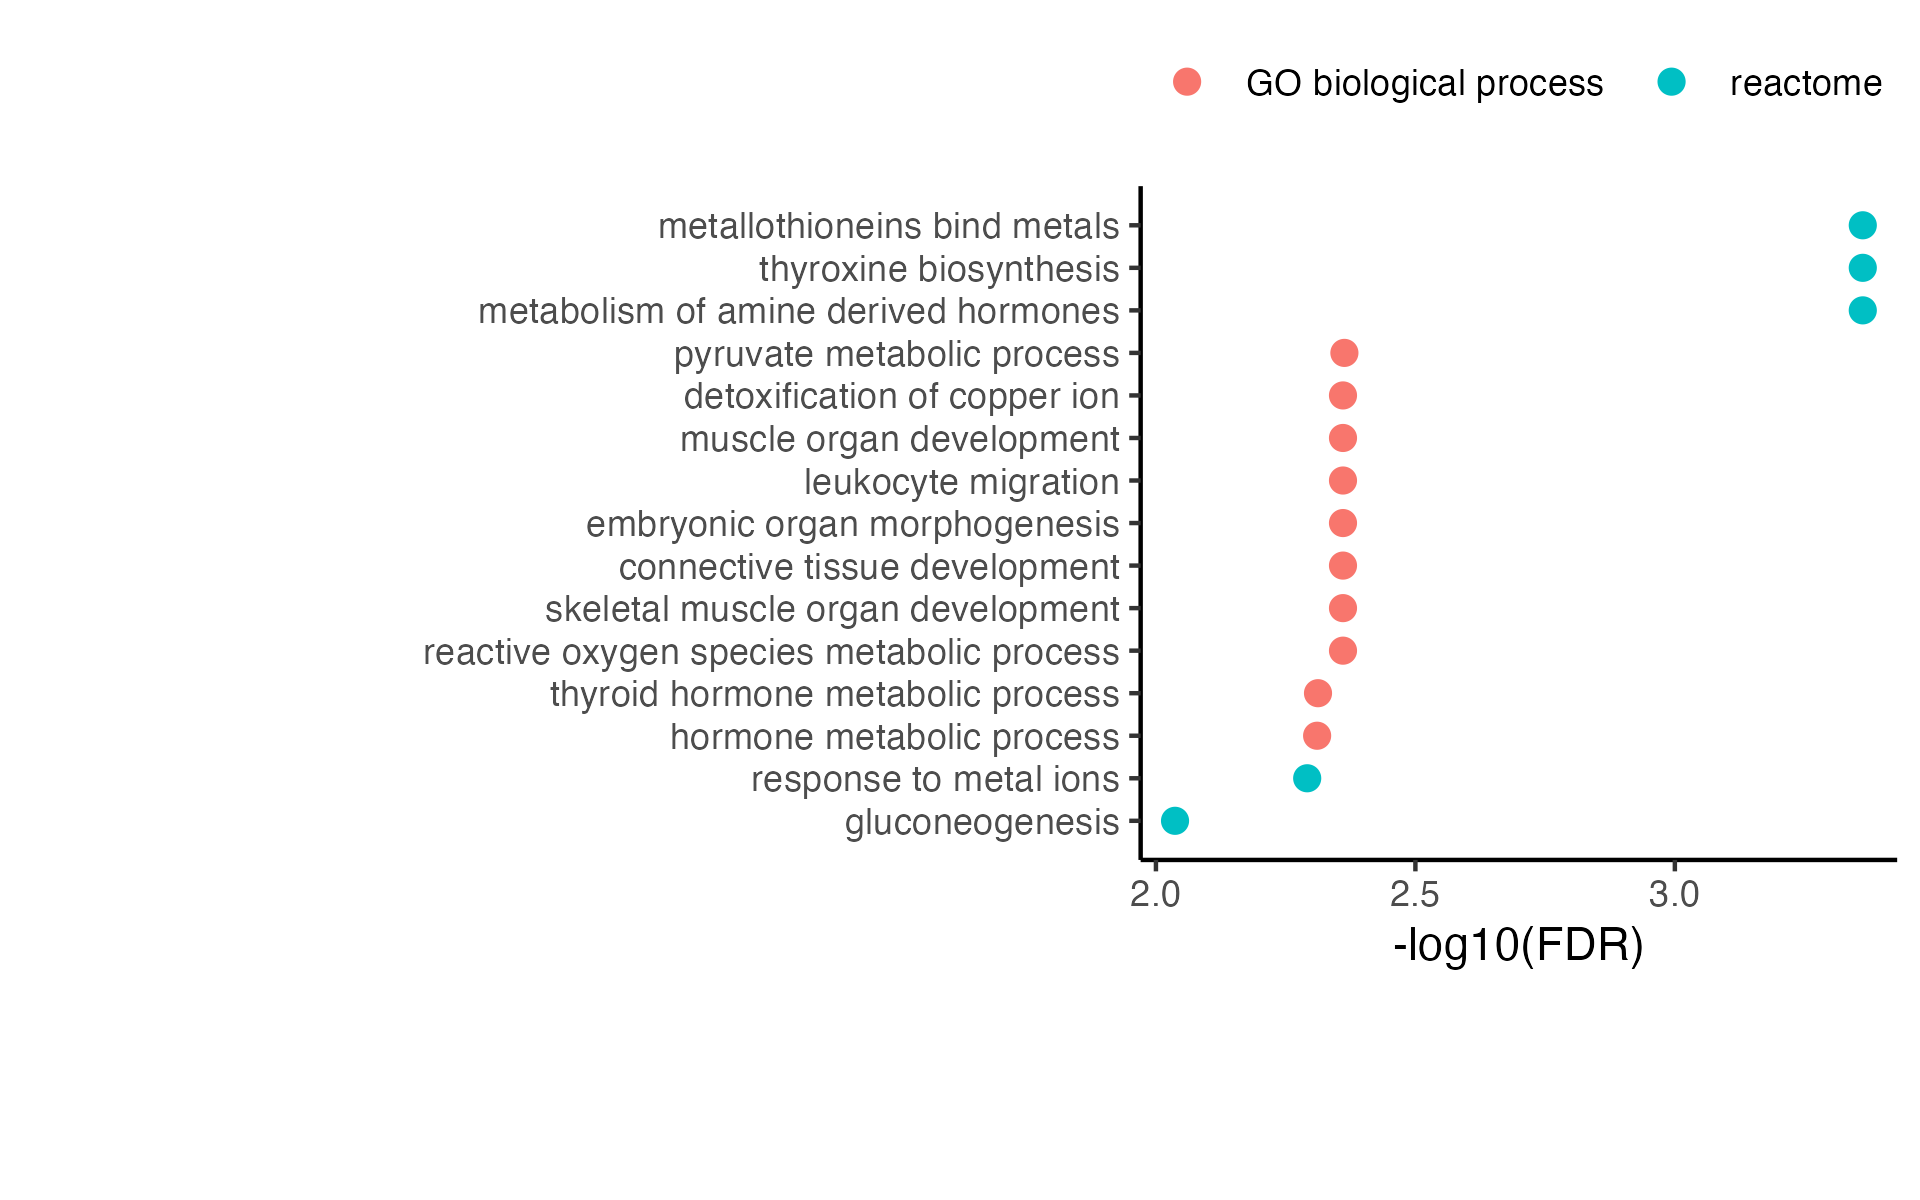 GO biological process reactome
metallothioneins bind metals
thyroxine biosynthesis
metabolism of amine derived hormones
pyruvate metabolic process
detoxification of copper ion
muscle organ development
leukocyte migration
embryonic organ morphogenesis
connective tissue development
skeletal muscle organ development
reactive oxygen species metabolic process
thyroid hormone metabolic process
hormone metabolic process
response to metal ions
gluconeogenesis
2.0 2.5 3.0
-log10(FDR)